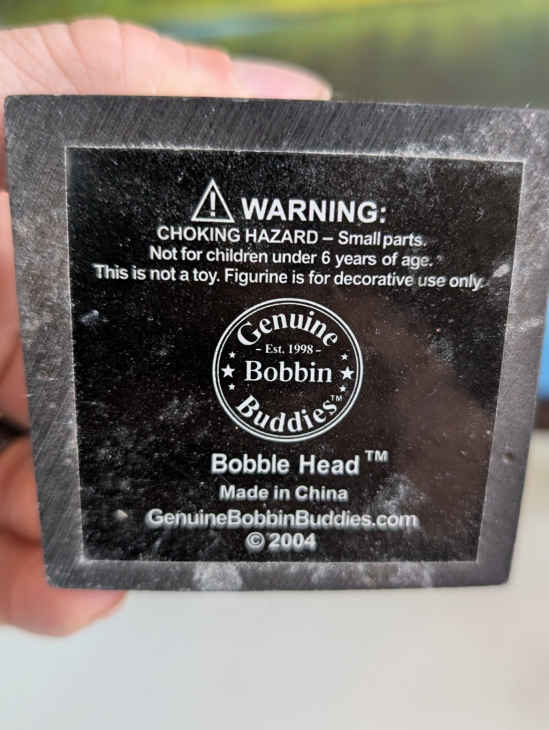 WARNING:
CHOKING HAZARD – Small parts.
Not for children under 6 years of age.
This is not a toy. Figurine is for decorative use only.
Genuine
- Est. 1998 -
Bobbin
Buddies™
Bobble Head™
Made in China
GenuineBobbinBuddies.com
© 2004